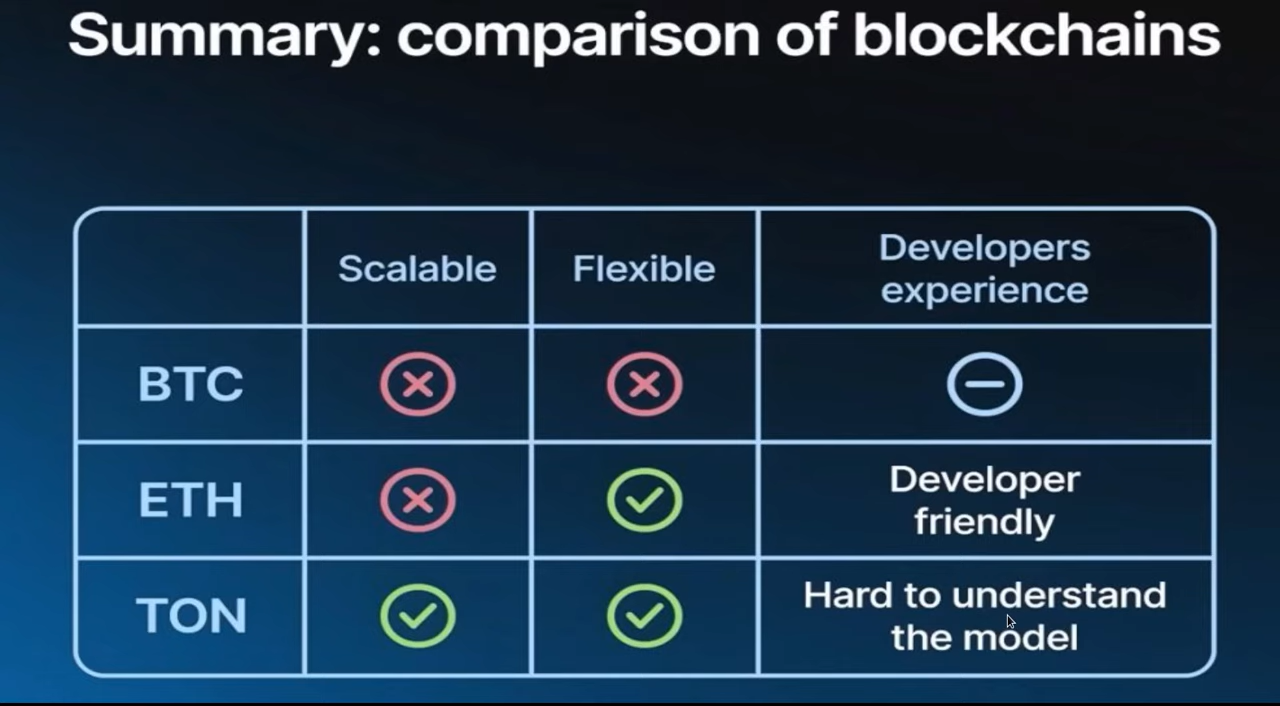 Summary: comparison of blockchains
Scalable
Flexible
Developers
experience
BTC
ETH
Developer
friendly
TON
Hard to understand
the model